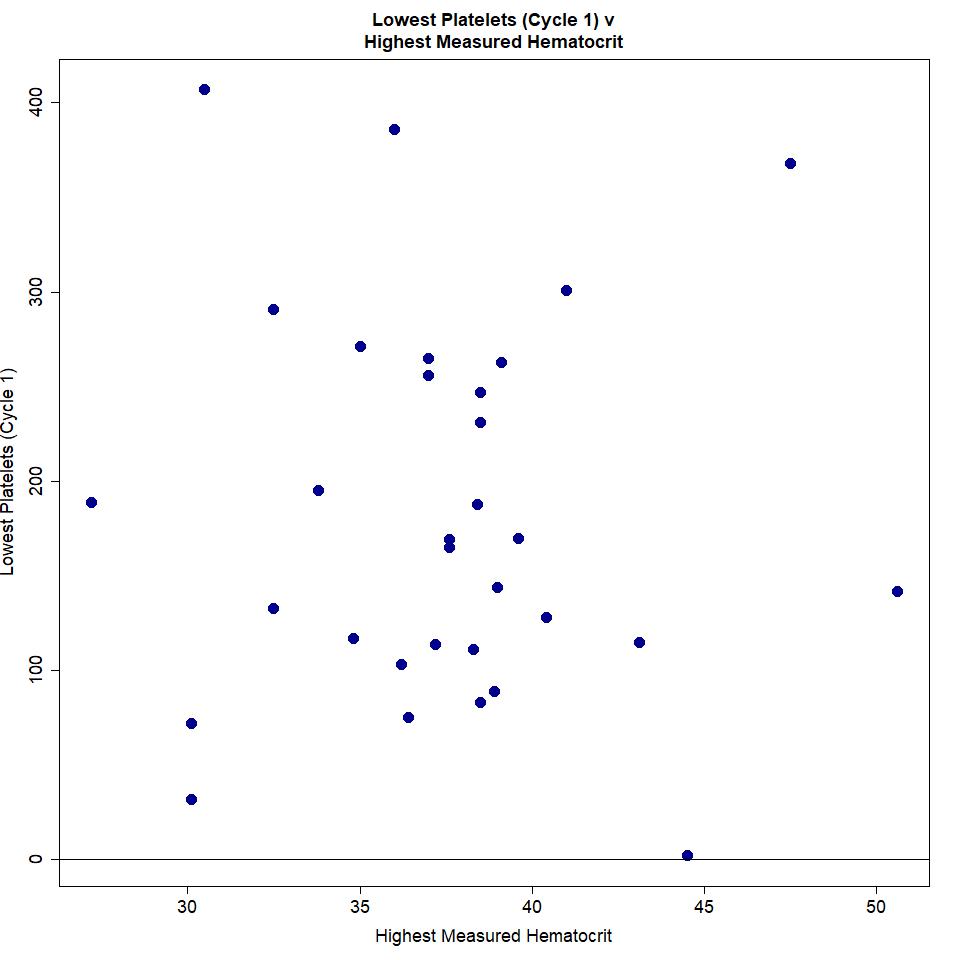 Lowest Platelets (Cycle 1) v
Highest Measured Hematocrit
400
300
200
100
0
Lowest Platelets (Cycle 1)
30 35 40 45 50
Highest Measured Hematocrit